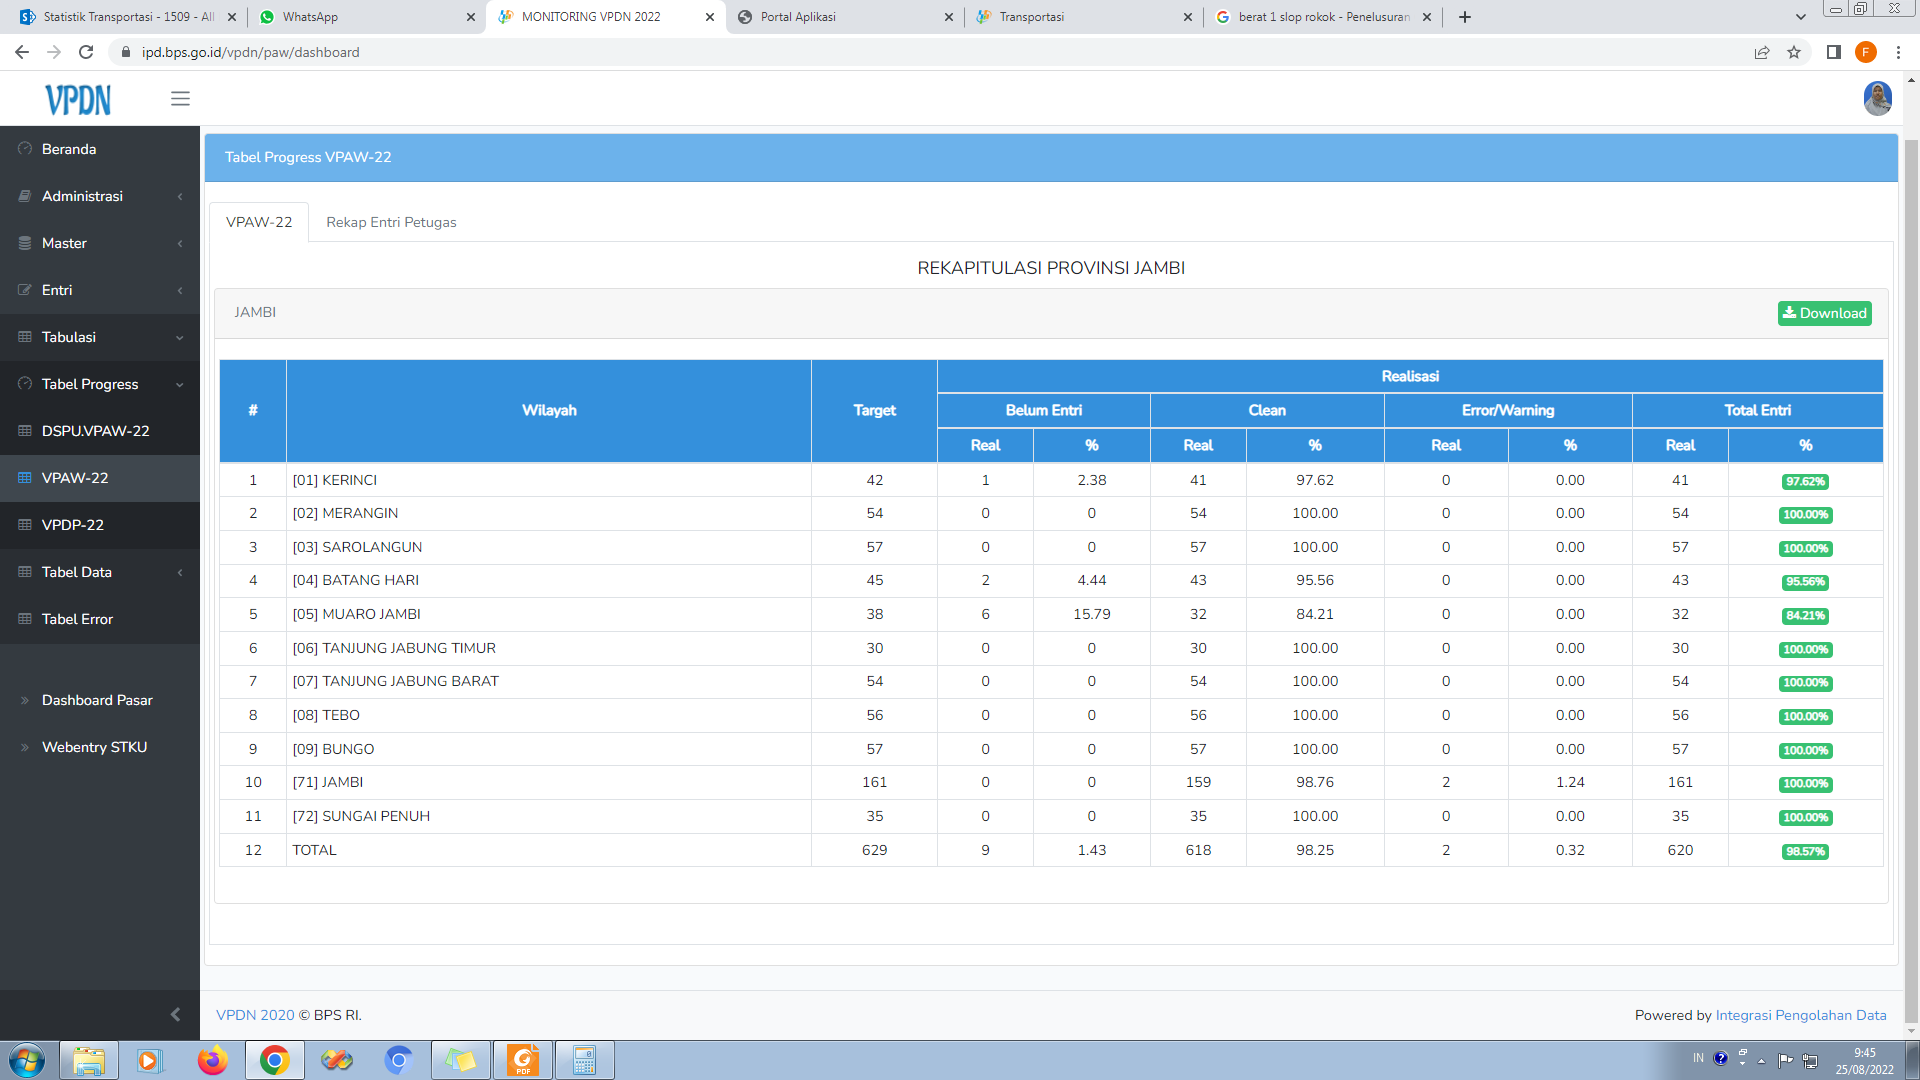 Statistik Transportasi - 1509 - All
WhatsApp
MONITORING VPDN 2022
Portal Aplikasi
Transportasi
berat 1 slop rokok - Penelusuran
ipd.bps.go.id/vpdn/paw/dashboard
F
VPDN
Beranda
Administrasi
Master
Entri
Tabulasi
Tabel Progress
DSPU.VPAW-22
VPAW-22
VPDP-22
Tabel Data
Tabel Error
Dashboard Pasar
Webentry STKU
Tabel Progress VPAW-22
VPAW-22 Rekap Entri Petugas
REKAPITULASI PROVINSI JAMBI
JAMBI
Download
# Wilayah Target Realisasi
Belum Entri Clean Error/Warning Total Entri
Real % Real % Real % Real %
1 [01] KERINCI 42 1 2.38 41 97.62 0 0.00 41 97.62%
2 [02] MERANGIN 54 0 0 54 100.00 0 0.00 54 100.00%
3 [03] SAROLANGUN 57 0 0 57 100.00 0 0.00 57 100.00%
4 [04] BATANG HARI 45 2 4.44 43 95.56 0 0.00 43 95.56%
5 [05] MUARO JAMBI 38 6 15.79 32 84.21 0 0.00 32 84.21%
6 [06] TANJUNG JABUNG TIMUR 30 0 0 30 100.00 0 0.00 30 100.00%
7 [07] TANJUNG JABUNG BARAT 54 0 0 54 100.00 0 0.00 54 100.00%
8 [08] TEBO 56 0 0 56 100.00 0 0.00 56 100.00%
9 [09] BUNGO 57 0 0 57 100.00 0 0.00 57 100.00%
10 [71] JAMBI 161 0 0 159 98.76 2 1.24 161 100.00%
11 [72] SUNGAI PENUH 35 0 0 35 100.00 0 0.00 35 100.00%
12 TOTAL 629 9 1.43 618 98.25 2 0.32 620 98.57%
VPDN 2020 © BPS RI.
Powered by Integrasi Pengolahan Data
PDF
IN
9:45
25/08/2022